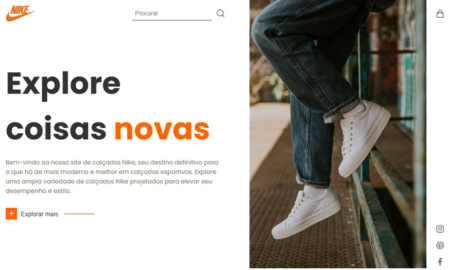 NIKE
Procurar
Explore
coisas novas
Bem-vindo ao nosso site de calçados Nike, seu destino definitivo para
o que há de mais moderno e melhor em calçados esportivos. Explore
uma ampla variedade de calçados Nike projetados para elevar seu
desempenho e estilo.
+ Explorar mais